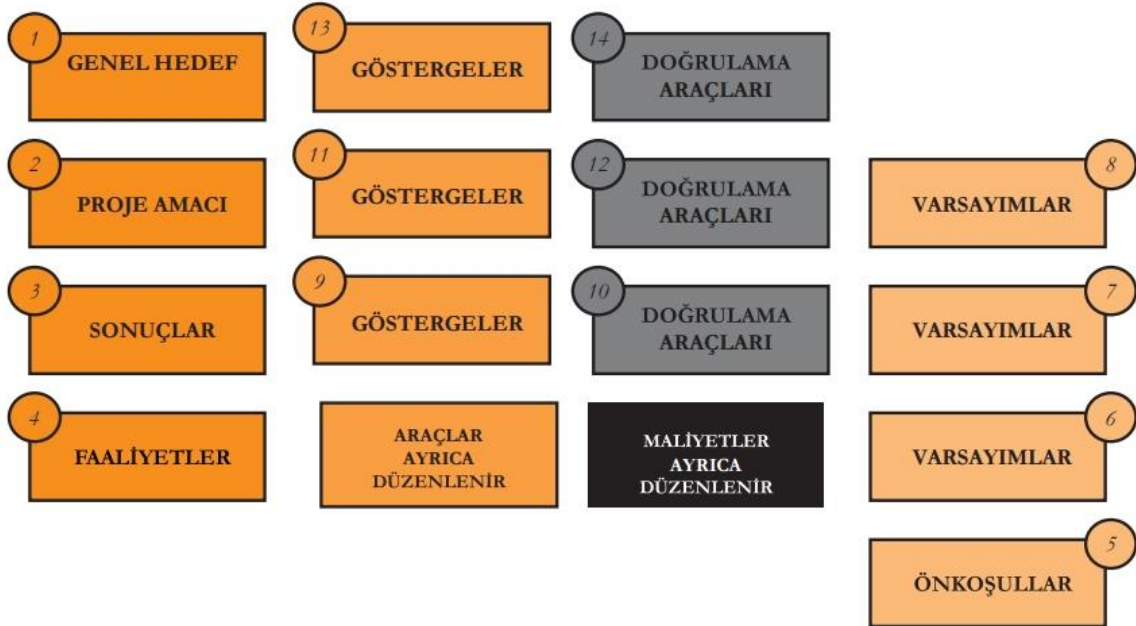 1
GENEL HEDEF
13
GÖSTERGELER
14
DOĞRULAMA
ARAÇLARI
2
PROJE AMACI
11
GÖSTERGELER
12
DOĞRULAMA
ARAÇLARI
8
VARSAYIMLAR
3
SONUÇLAR
9
GÖSTERGELER
10
DOĞRULAMA
ARAÇLARI
7
VARSAYIMLAR
4
FAALİYETLER
ARAÇLAR
AYRICA
DÜZENLENİR
MALİYETLER
AYRICA
DÜZENLENİR
6
VARSAYIMLAR
5
ÖNKOŞULLAR